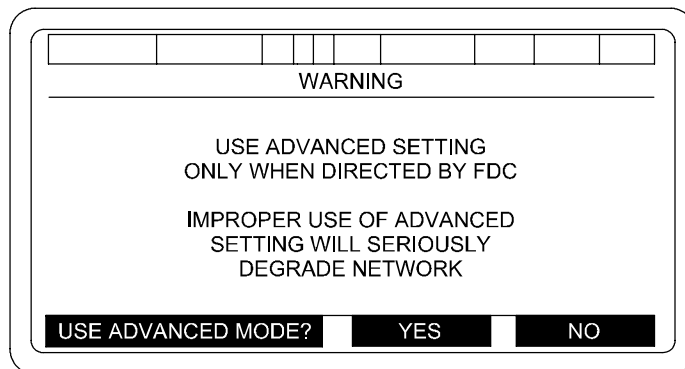 WARNING
USE ADVANCED SETTING
ONLY WHEN DIRECTED BY FDC
IMPROPER USE OF ADVANCED
SETTING WILL SERIOUSLY
DEGRADE NETWORK
USE ADVANCED MODE? YES NO